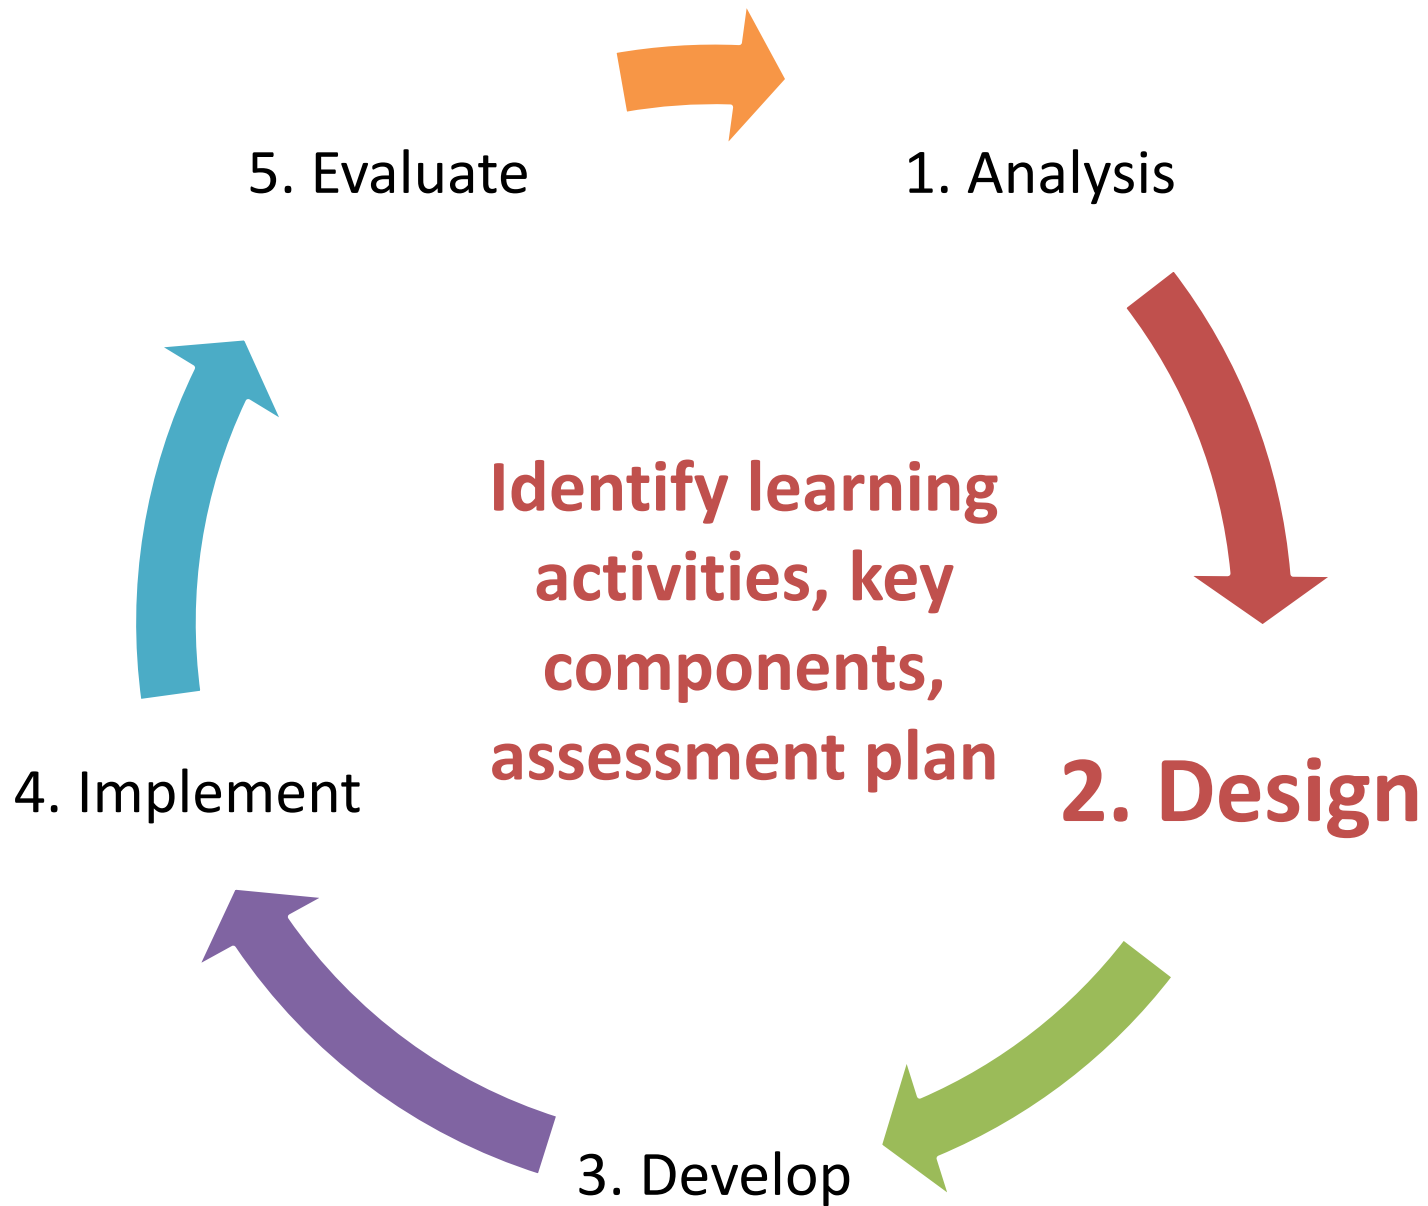 5. Evaluate
1. Analysis
Identify learning
activities, key
components,
assessment plan
2. Design
4. Implement
3. Develop